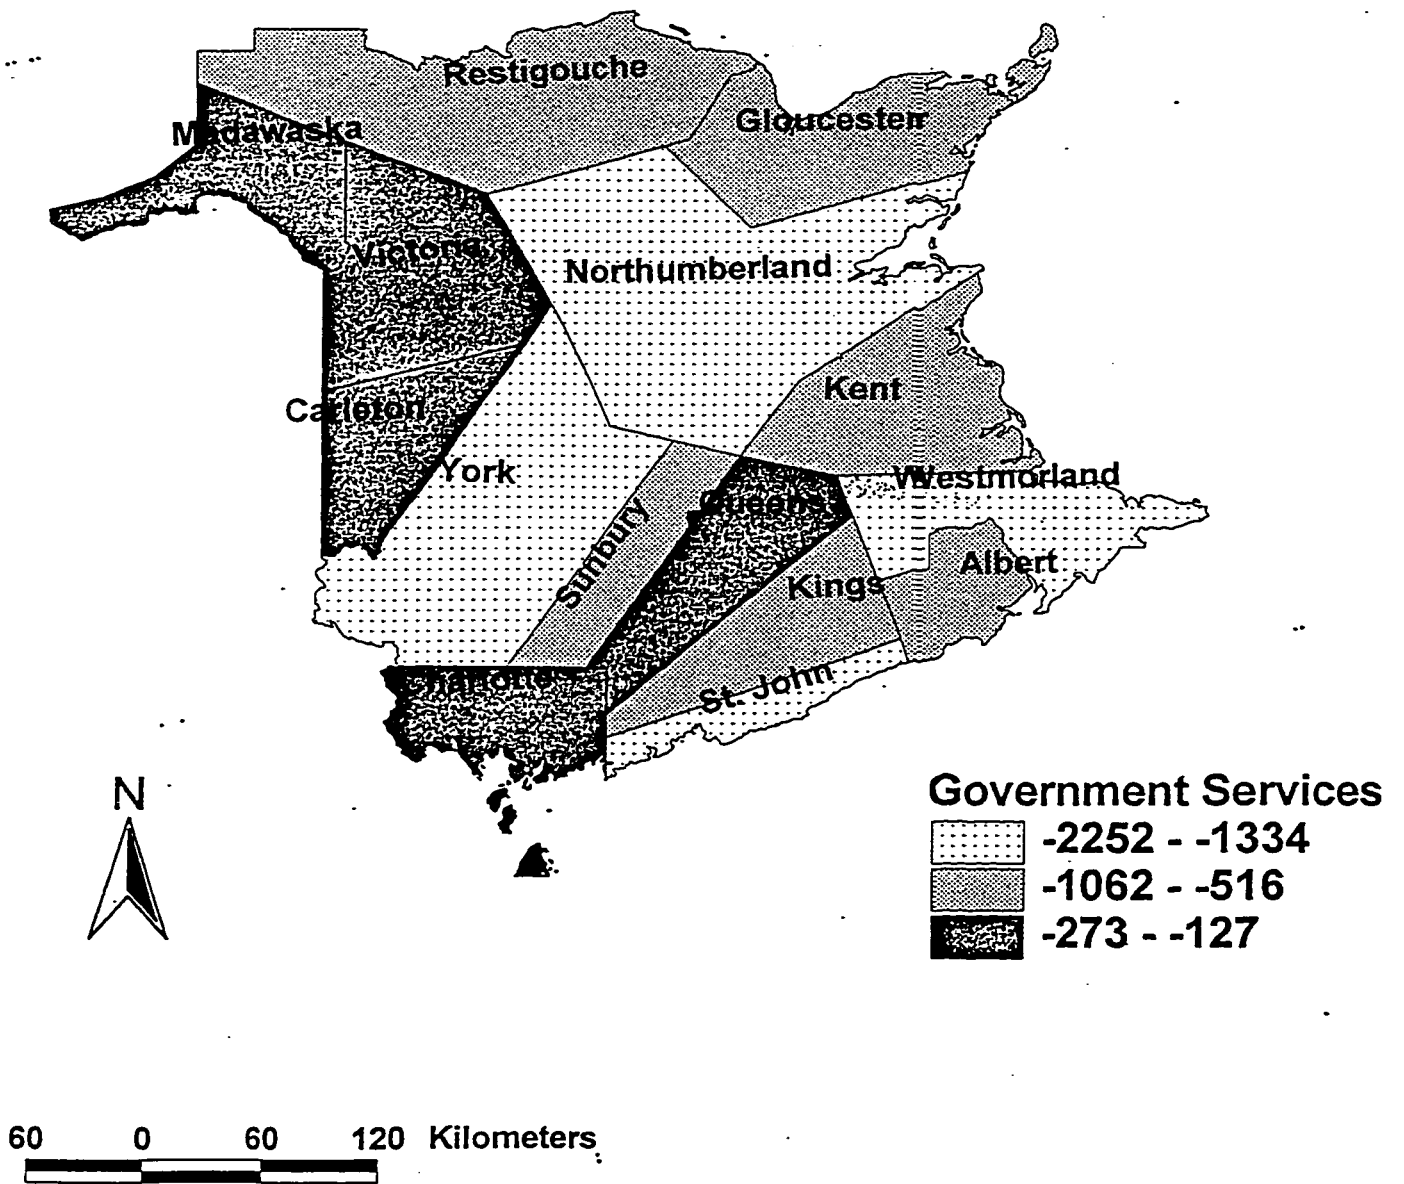 Restigouche
Gloucester
Madawaska
Victoria
Northumberland
Carleton
Kent
York
Westmorland
Queens
Sunbury
Albert
Kings
Charlotte
St. John
N
Government Services
-2252 - -1334
-1062 - -516
-273 - -127
60 0 60 120 Kilometers